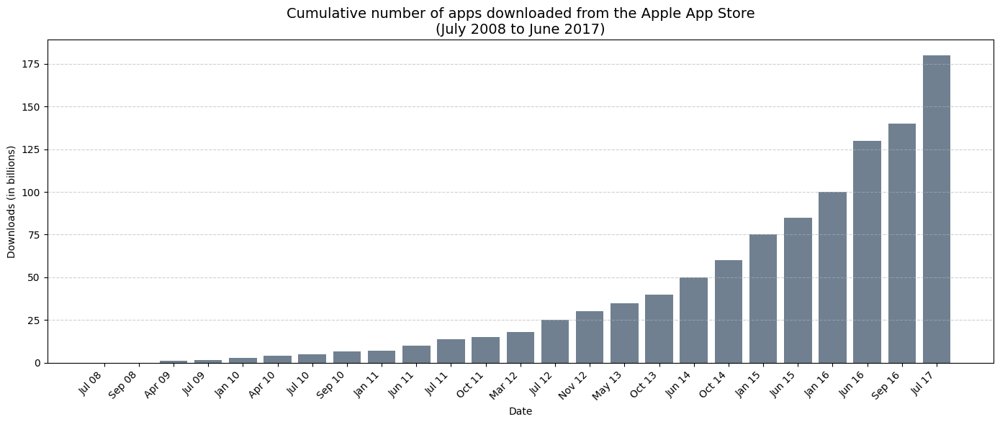 Cumulative number of apps downloaded from the Apple App Store
(July 2008 to June 2017)
Downloads (in billions)
175
150
125
100
75
50
25
0
Jul 08
Sep 08
Apr 09
Jul 09
Jan 10
Apr 10
Jul 10
Sep 10
Jan 11
Jun 11
Jul 11
Oct 11
Mar 12
Jul 12
Nov 12
May 13
Oct 13
Jun 14
Oct 14
Jan 15
Jun 15
Jan 16
Jun 16
Sep 16
Jul 17
Date